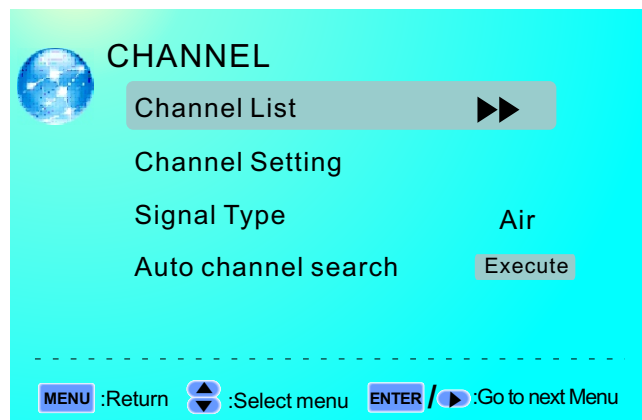 CHANNEL
Channel List
Channel Setting
Signal Type Air
Auto channel search Execute
MENU :Return :Select menu ENTER / :Go to next Menu